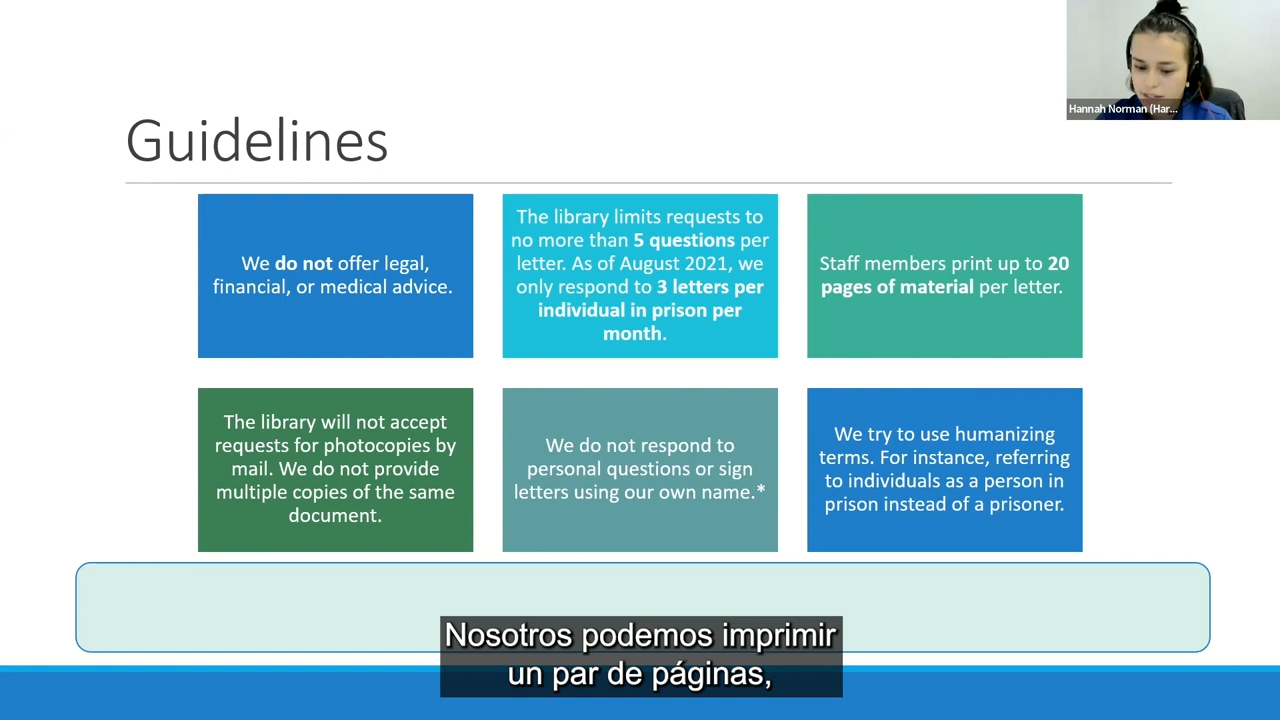 Hannah Norman (Har...
Guidelines
We do not offer legal,
financial, or medical advice.
The library limits requests to
no more than 5 questions per
letter. As of August 2021, we
only respond to 3 letters per
individual in prison per
month.
Staff members print up to 20
pages of material per letter.
The library will not accept
requests for photocopies by
mail. We do not provide
multiple copies of the same
document.
We do not respond to
personal questions or sign
letters using our own name.*
We try to use humanizing
terms. For instance, referring
to individuals as a person in
prison instead of a prisoner.
Nosotros podemos imprimir
un par de páginas,